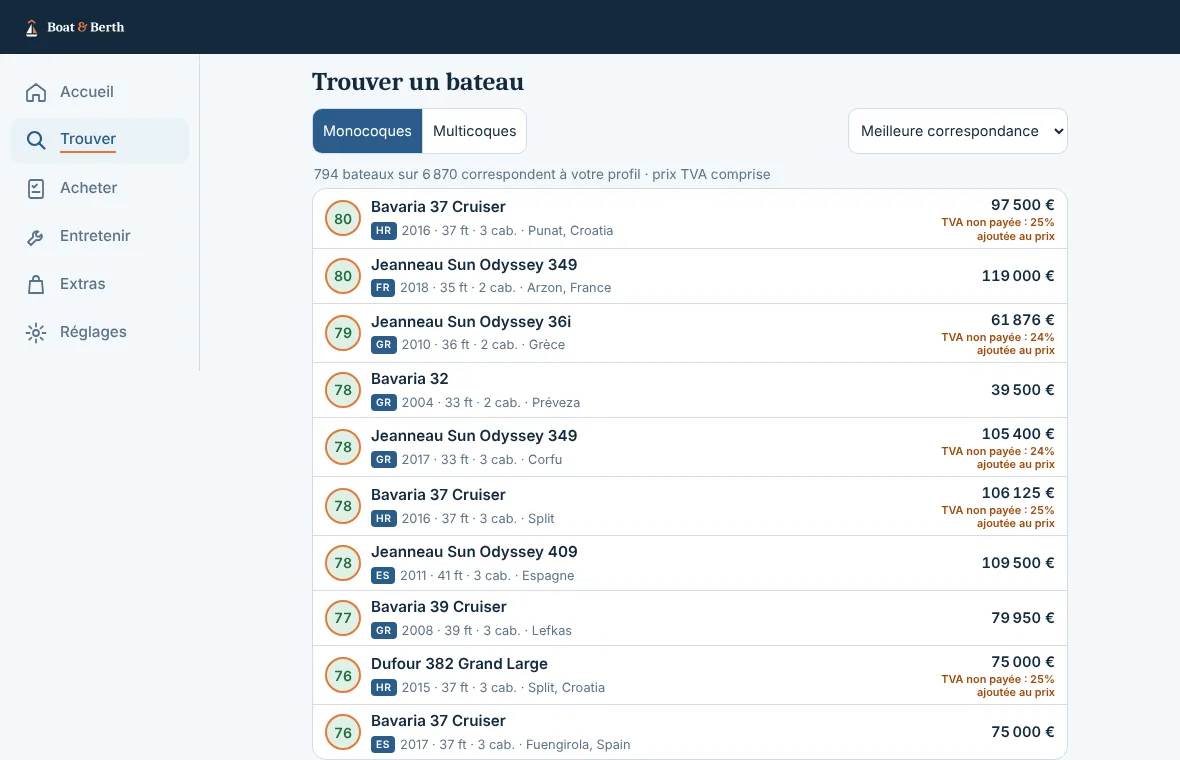 Boat & Berth
Accueil
Trouver
Acheter
Entretenir
Extras
Réglages
Trouver un bateau
Monocoques
Multicoques
Meilleure correspondance
794 bateaux sur 6 870 correspondent à votre profil · prix TVA comprise
80
Bavaria 37 Cruiser
HR 2016 · 37 ft · 3 cab. · Punat, Croatia
97 500 €
TVA non payée : 25%
ajoutée au prix
80
Jeanneau Sun Odyssey 349
FR 2018 · 35 ft · 2 cab. · Arzon, France
119 000 €
79
Jeanneau Sun Odyssey 36i
GR 2010 · 36 ft · 2 cab. · Grèce
61 876 €
TVA non payée : 24%
ajoutée au prix
78
Bavaria 32
GR 2004 · 33 ft · 2 cab. · Préveza
39 500 €
78
Jeanneau Sun Odyssey 349
GR 2017 · 33 ft · 3 cab. · Corfu
105 400 €
TVA non payée : 24%
ajoutée au prix
78
Bavaria 37 Cruiser
HR 2016 · 37 ft · 3 cab. · Split
106 125 €
TVA non payée : 25%
ajoutée au prix
78
Jeanneau Sun Odyssey 409
ES 2011 · 41 ft · 3 cab. · Espagne
109 500 €
77
Bavaria 39 Cruiser
GR 2008 · 39 ft · 3 cab. · Lefkas
79 950 €
76
Dufour 382 Grand Large
HR 2015 · 37 ft · 3 cab. · Split, Croatia
75 000 €
TVA non payée : 25%
ajoutée au prix
76
Bavaria 37 Cruiser
ES 2017 · 37 ft · 3 cab. · Fuengirola, Spain
75 000 €